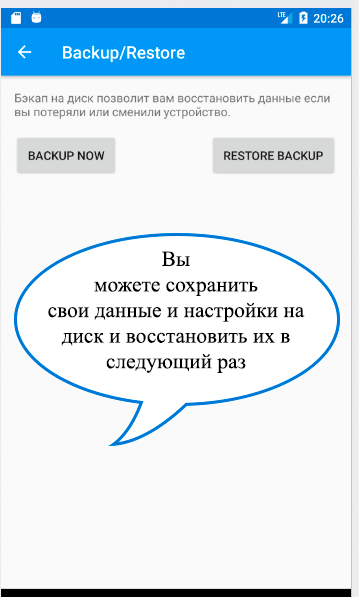 LTE 20:26
Backup/Restore
Бэкап на диск позволит вам восстановить данные если
вы потеряли или сменили устройство.
BACKUP NOW RESTORE BACKUP
Вы
можете сохранить
свои данные и настройки на
диск и восстановить их в
следующий раз